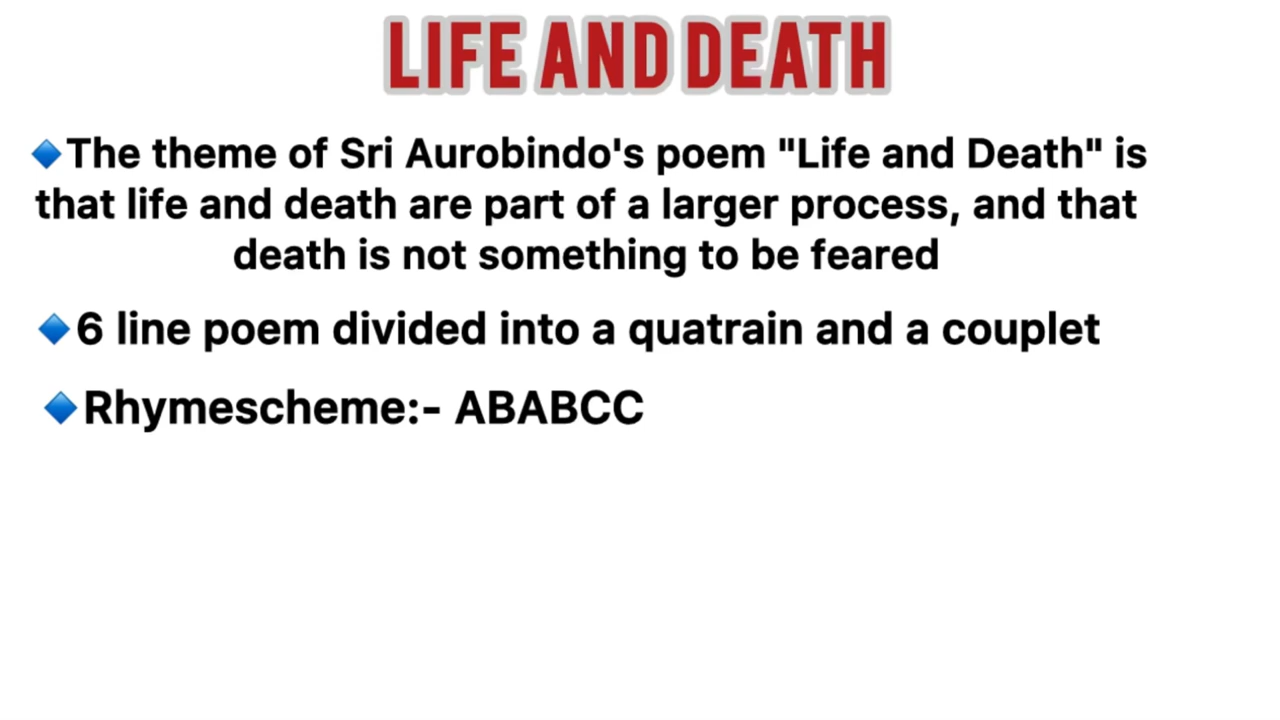 LIFE AND DEATH
🔹The theme of Sri Aurobindo's poem "Life and Death" is
that life and death are part of a larger process, and that
death is not something to be feared
🔹6 line poem divided into a quatrain and a couplet
🔹Rhymescheme:- ABABCC